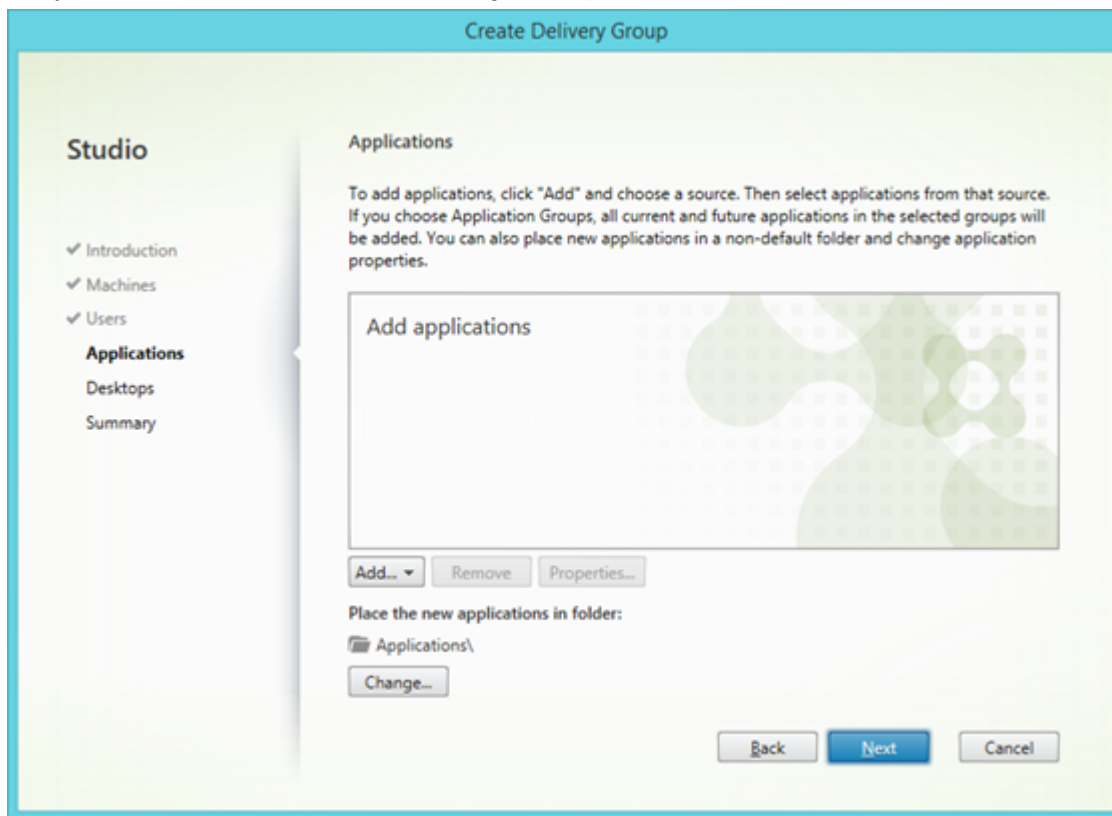 Create Delivery Group
Studio
✔ Introduction
✔ Machines
✔ Users
Applications
Desktops
Summary
Applications
To add applications, click "Add" and choose a source. Then select applications from that source.
If you choose Application Groups, all current and future applications in the selected groups will
be added. You can also place new applications in a non-default folder and change application
properties.
Add applications
Add...
Remove
Properties...
Place the new applications in folder:
Applications\
Change...
Back
Next
Cancel